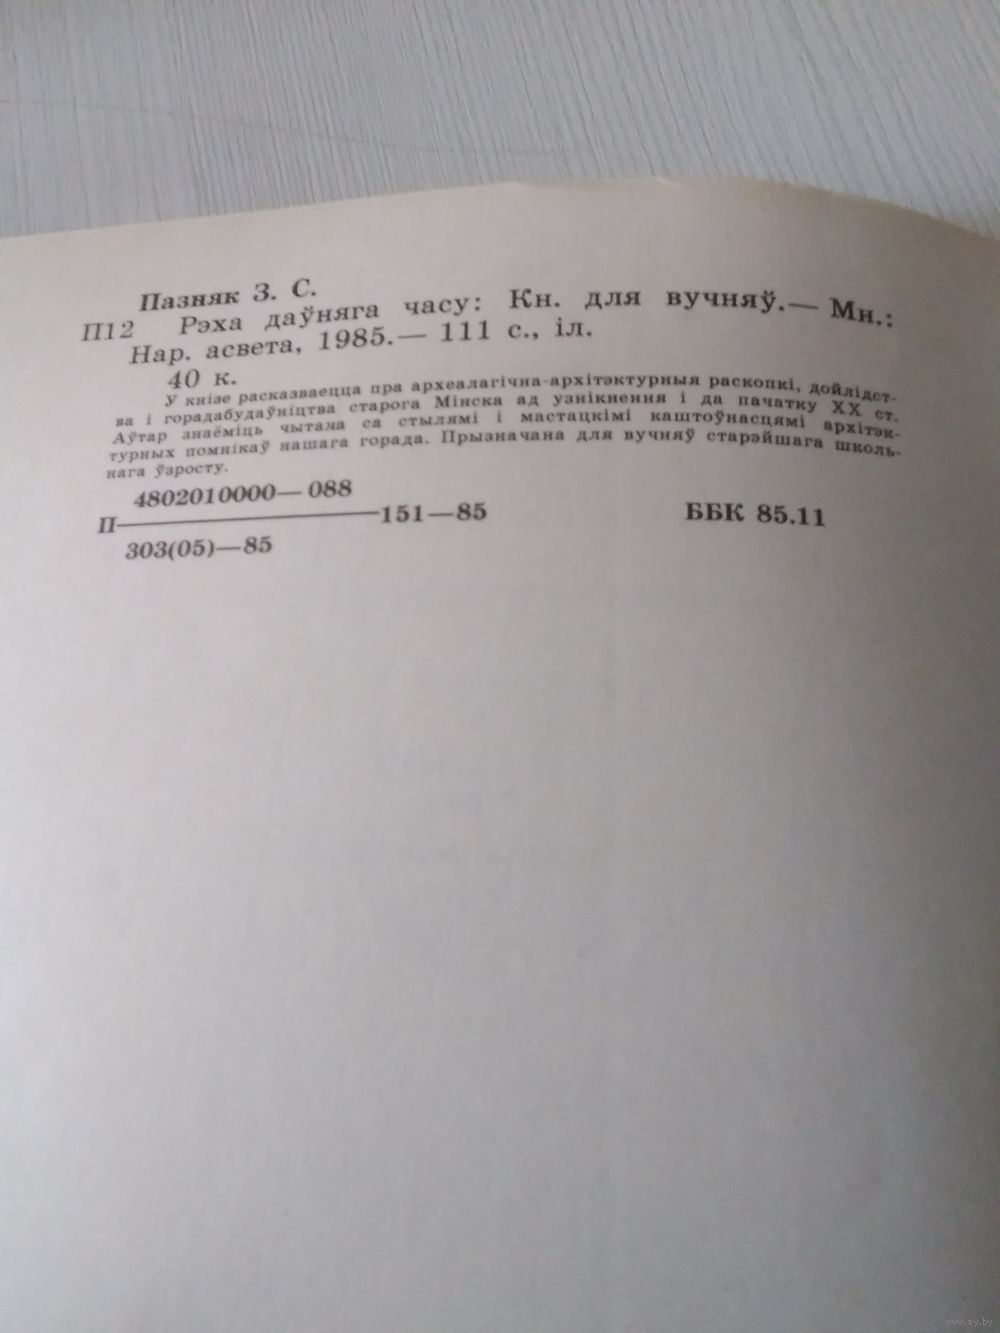 Пазняк З. С.
П12 Рэха даўняга часу: Кн. для вучняў.— Мн.:
Нар. асвета, 1985.— 111 с., іл.
40 к.
У кнізе расказваецца пра археалагічна-архітэктурныя раскопкі, дойлідст-
ва і горадабудаўніцтва старога Мінска ад узнікнення і да пачатку XX ст.
Аўтар знаёміць чытача са стылямі і мастацкімі каштоўнасцямі архітэк-
турных помнікаў нашага горада. Прызначана для вучняў старэйшага школь-
нага ўзросту.
4802010000— 088
П———151—85 ББК 85.11
303(05)—85
www.ay.by